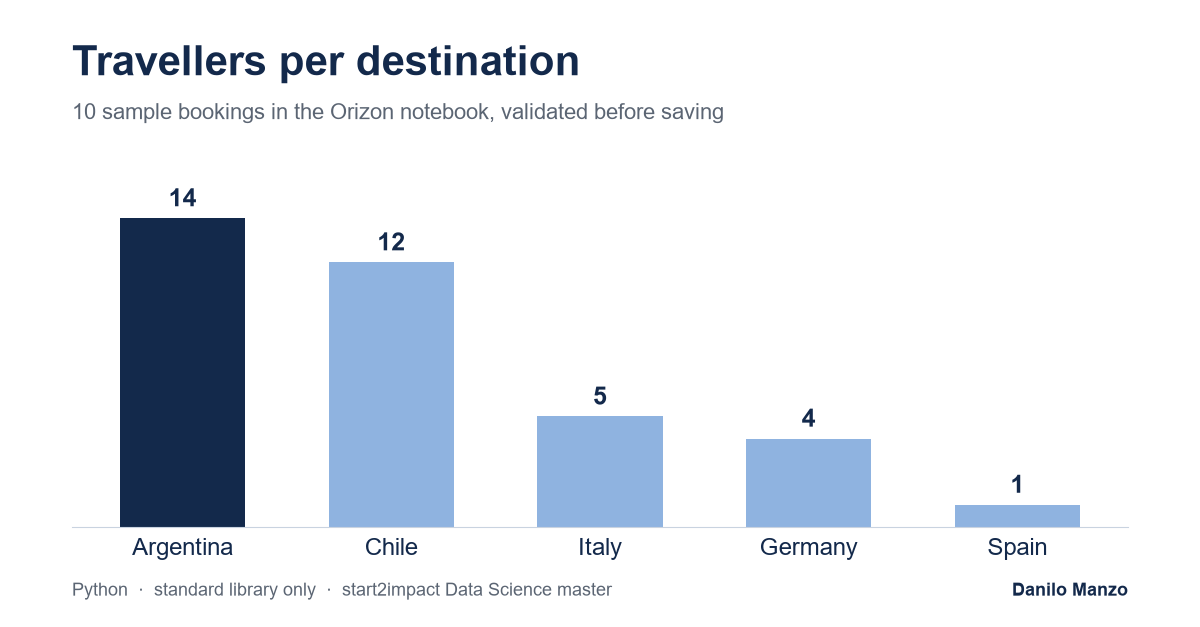 Travellers per destination
10 sample bookings in the Orizon notebook, validated before saving
14
12
5
4
1
Argentina Chile Italy Germany Spain
Python · standard library only · start2impact Data Science master Danilo Manzo